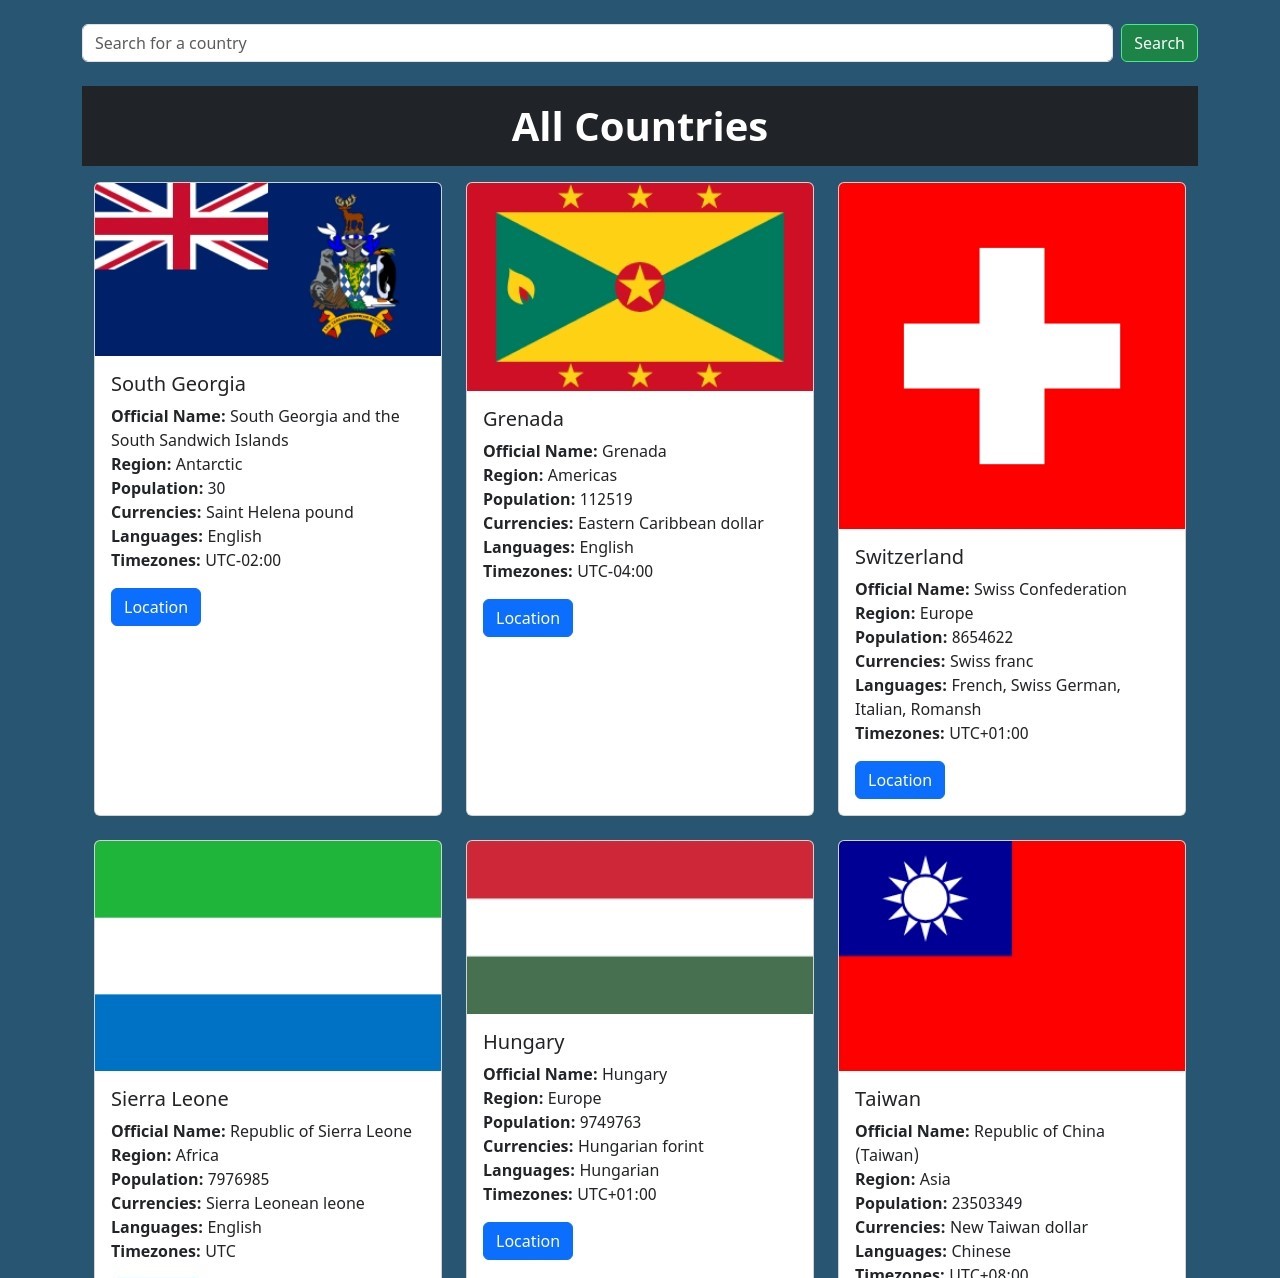 Search for a country
Search
All Countries
South Georgia
Official Name: South Georgia and the
South Sandwich Islands
Region: Antarctic
Population: 30
Currencies: Saint Helena pound
Languages: English
Timezones: UTC-02:00
Location
Grenada
Official Name: Grenada
Region: Americas
Population: 112519
Currencies: Eastern Caribbean dollar
Languages: English
Timezones: UTC-04:00
Location
Switzerland
Official Name: Swiss Confederation
Region: Europe
Population: 8654622
Currencies: Swiss franc
Languages: French, Swiss German,
Italian, Romansh
Timezones: UTC+01:00
Location
Sierra Leone
Official Name: Republic of Sierra Leone
Region: Africa
Population: 7976985
Currencies: Sierra Leonean leone
Languages: English
Timezones: UTC
Hungary
Official Name: Hungary
Region: Europe
Population: 9749763
Currencies: Hungarian forint
Languages: Hungarian
Timezones: UTC+01:00
Location
Taiwan
Official Name: Republic of China
(Taiwan)
Region: Asia
Population: 23503349
Currencies: New Taiwan dollar
Languages: Chinese
Timezones: UTC+08:00